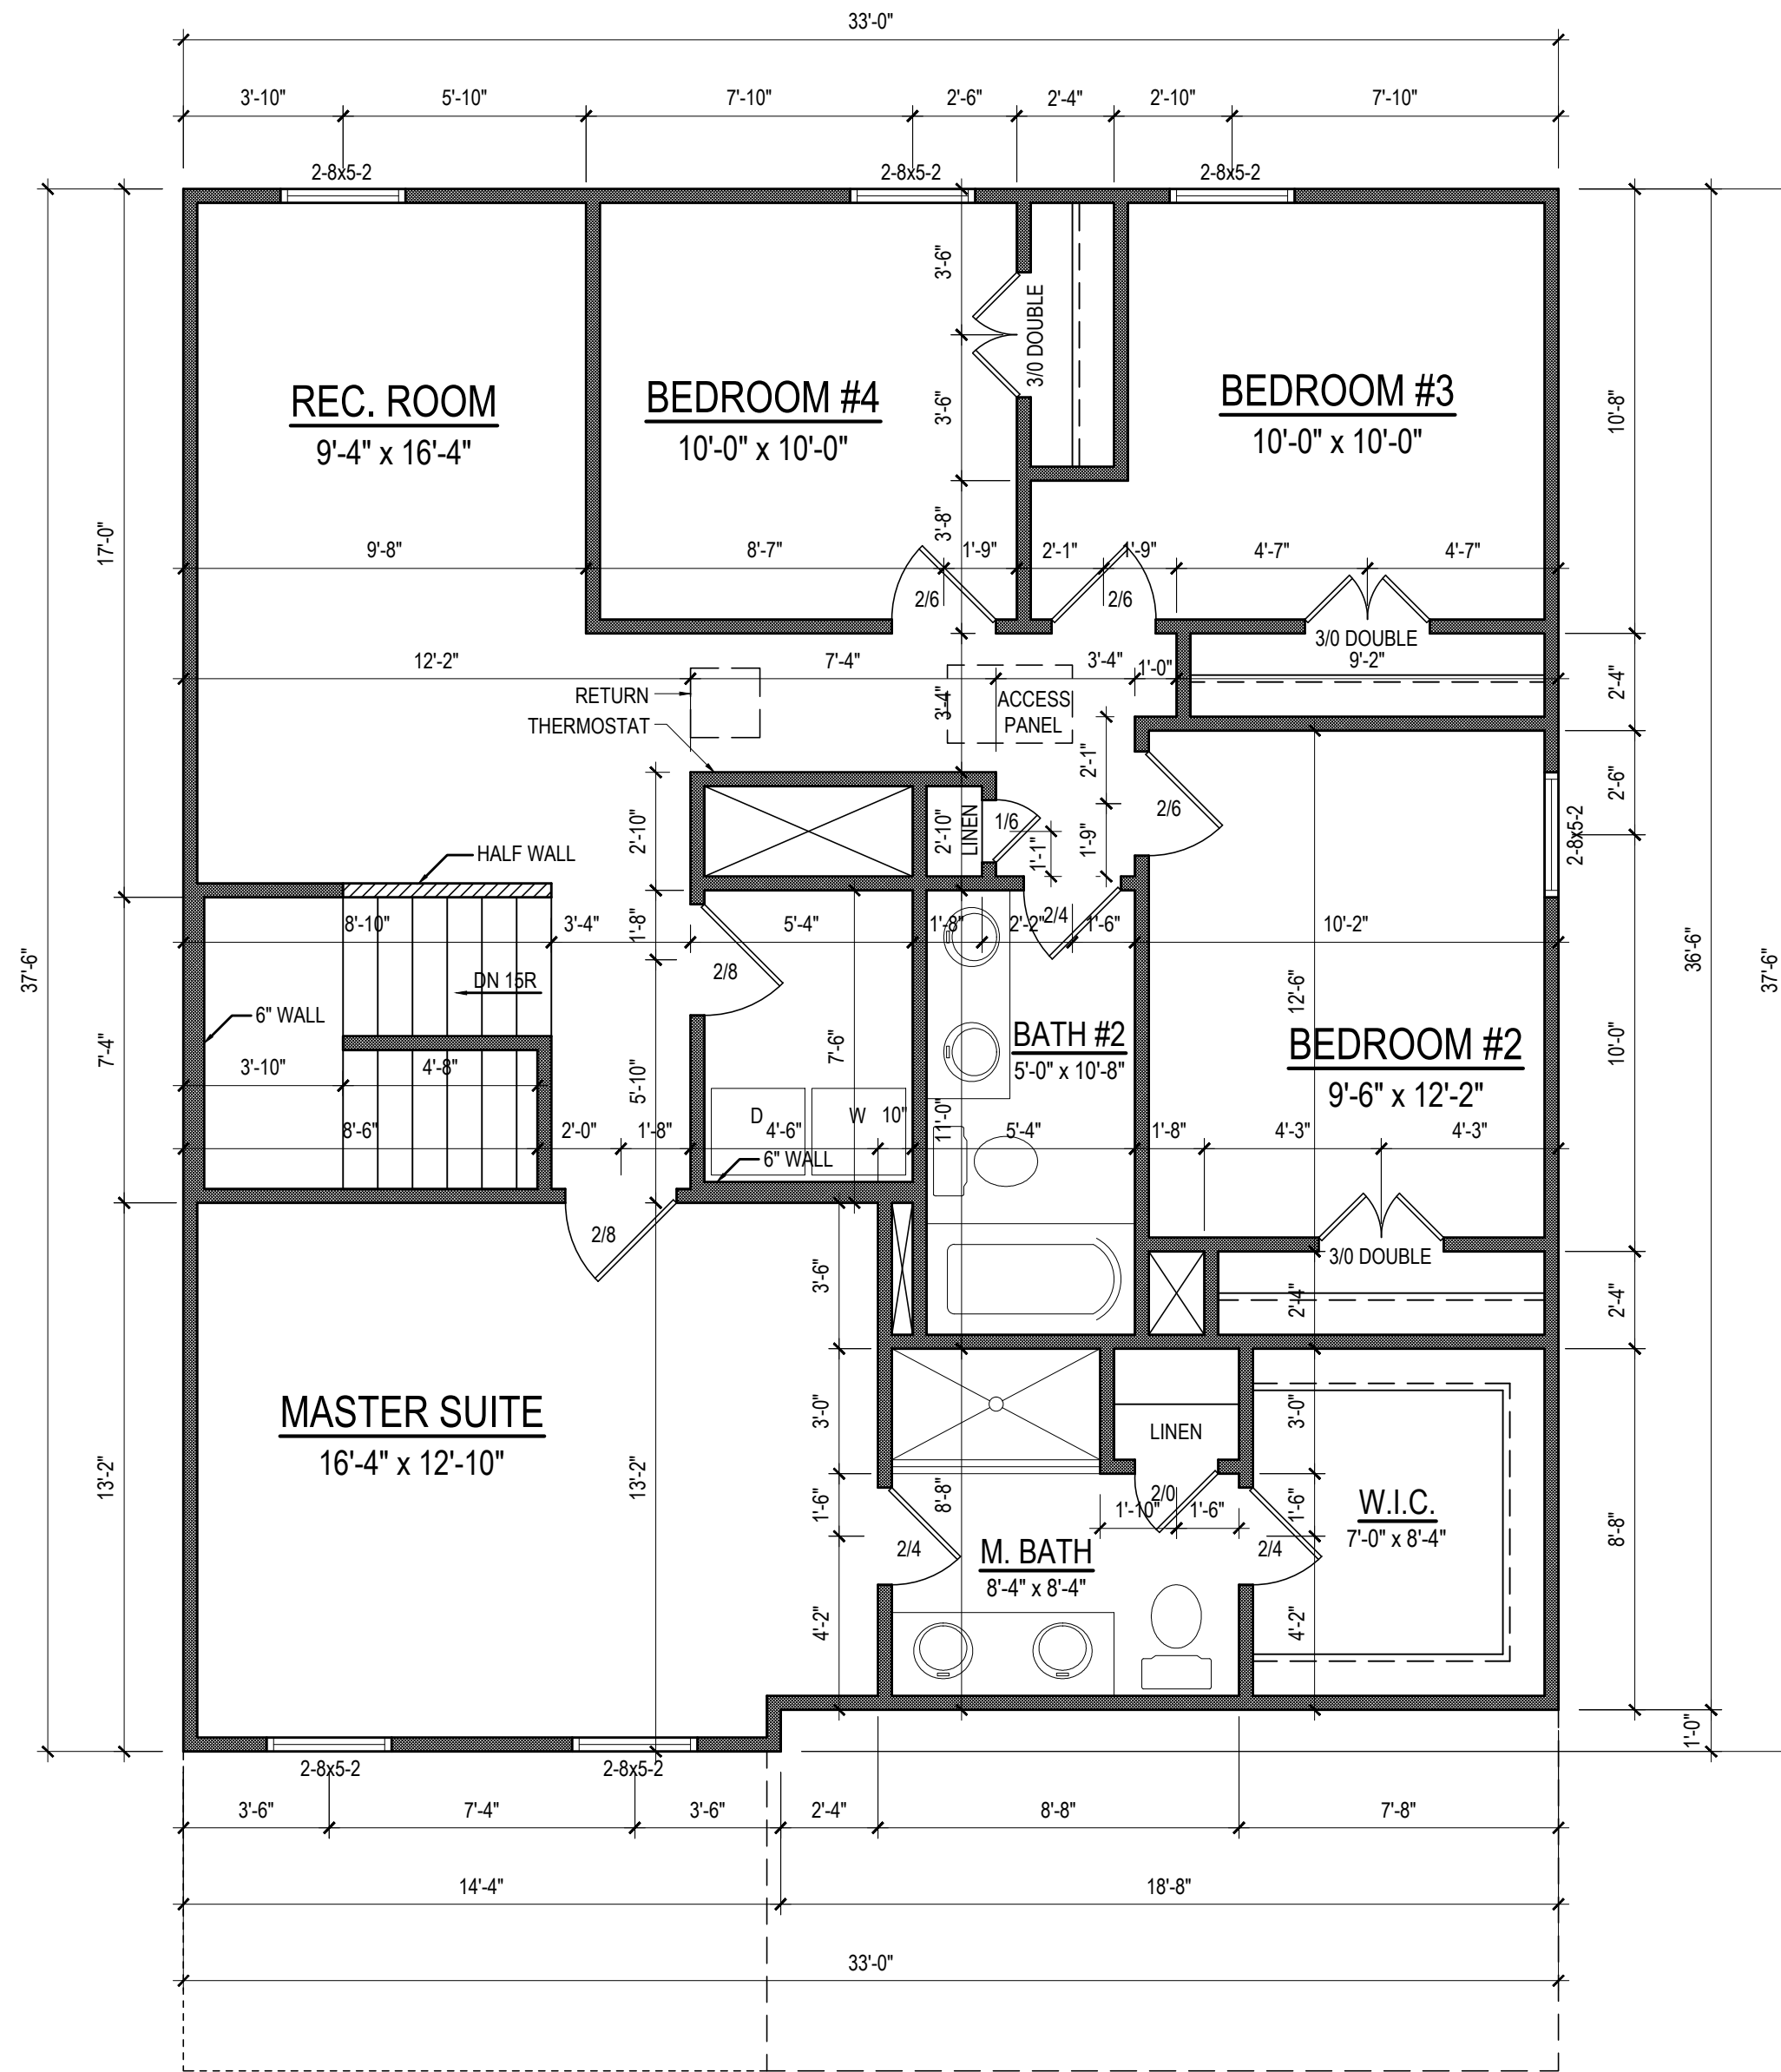 33'-0"
3'-10" 5'-10" 7'-10" 2'-6" 2'-4" 2'-10" 7'-10"
2-8x5-2 2-8x5-2 2-8x5-2
3'-6"
3/0 DOUBLE
REC. ROOM
9'-4" x 16'-4"
BEDROOM #4
10'-0" x 10'-0"
BEDROOM #3
10'-0" x 10'-0"
3'-6"
10'-8"
17'-0"
3'-8"
9'-8" 8'-7" 1'-9" 2'-1" 1'-9" 4'-7" 4'-7"
2/6 2/6
3/0 DOUBLE
12'-2" 7'-4" 3'-4" 1'-0" 9'-2"
RETURN
THERMOSTAT
3'-4"
ACCESS
PANEL
2'-4"
2'-1"
2'-6"
2/6
2-8x5-2
HALF WALL
2'-10"
2'-10"
LINEN
1/6
1'-1"
1'-9"
8'-10" 3'-4" 1'-8" 5'-4" 1'-8" 2'-2" 2/4 1'-6" 10'-2"
37'-6"
36'-6"
37'-6"
DN 15R
2/8
12'-6"
6" WALL
7'-4"
BATH #2
5'-0" x 10'-8"
BEDROOM #2
9'-6" x 12'-2"
10'-0"
7'-6"
3'-10" 4'-8"
5'-10"
D W 10"
11'-0"
8'-6" 2'-0" 1'-8" 4'-6" 5'-4" 1'-8" 4'-3" 4'-3"
6" WALL
2/8
3/0 DOUBLE
3'-6"
2'-4"
2'-4"
MASTER SUITE
16'-4" x 12'-10"
3'-0"
LINEN
3'-0"
13'-2"
13'-2"
1'-6"
8'-8"
2/0
1'-10" 1'-6"
1'-6"
W.I.C.
7'-0" x 8'-4"
8'-8"
2/4
M. BATH
8'-4" x 8'-4"
2/4
4'-2"
4'-2"
1'-0"
2-8x5-2 2-8x5-2
3'-6" 7'-4" 3'-6" 2'-4" 8'-8" 7'-8"
14'-4" 18'-8"
33'-0"